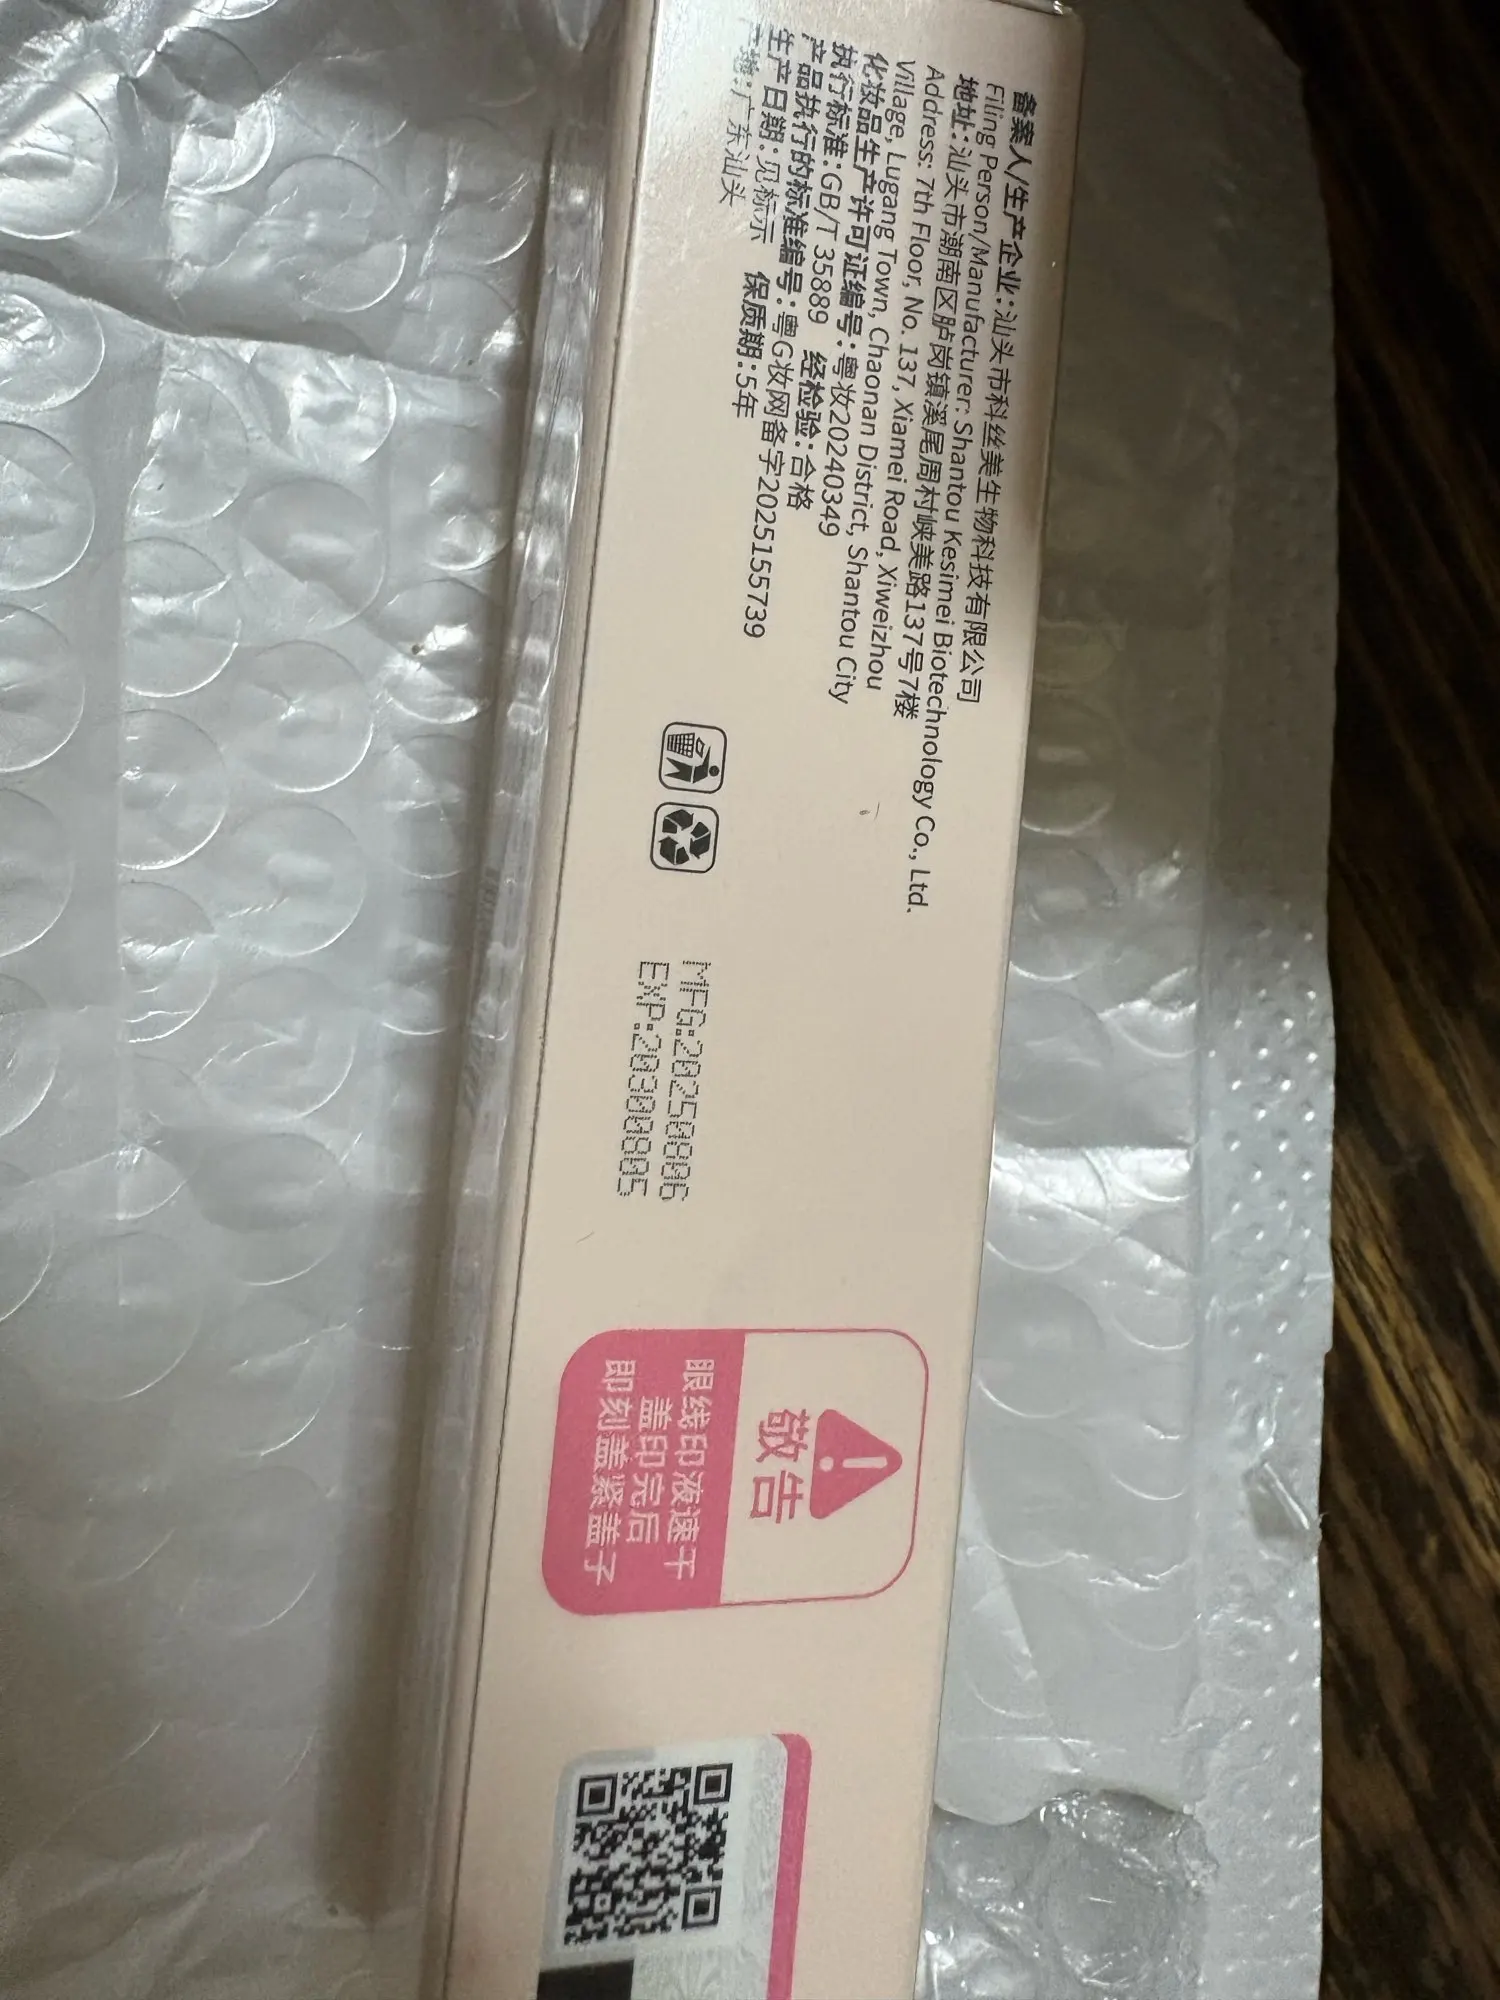 备案人/生产企业:汕头市科丝美生物科技有限公司
Filing Person/Manufacturer: Shantou Kesimei Biotechnology Co., Ltd.
地址:汕头市潮南区胪岗镇溪尾周村峡美路137号7楼
Address: 7th Floor, No. 137, Xiamei Road, Xiweizhou
Village, Lugang Town, Chaonan District, Shantou City
化妆品生产许可证编号:粤妆20240349
执行标准:GB/T 35889 经检验:合格
产品执行的标准编号:粤G妆网备字2025155739
生产日期:见标示 保质期:5年
产地:广东汕头
MFG:20250806
EXP:20300805
敬告
眼线印液速干
盖印完后
即刻盖紧盖子